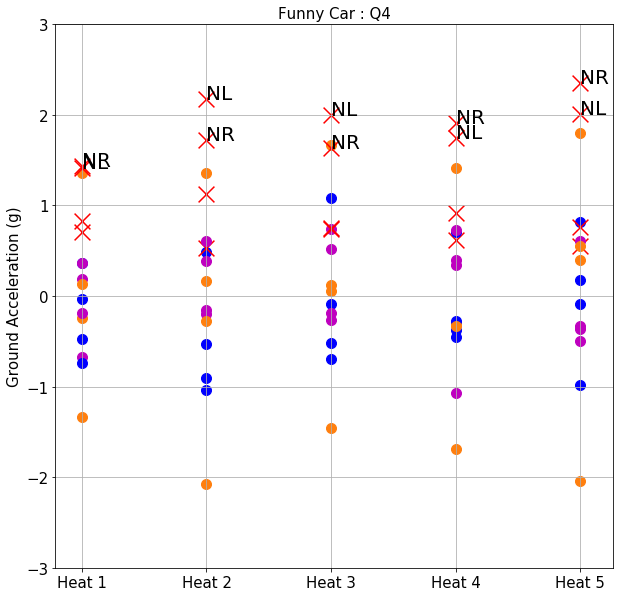 Funny Car : Q4
Ground Acceleration (g)
3
2
1
0
−1
−2
−3
NR
NL
NR
NL
NR
NR
NL
NR
NL
Heat 1
Heat 2
Heat 3
Heat 4
Heat 5